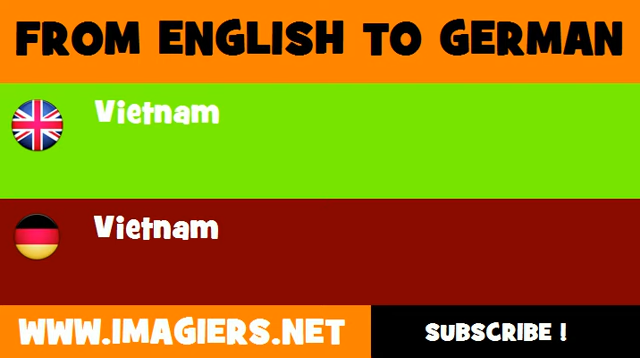 FROM ENGLISH TO GERMAN
Vietnam
Vietnam
WWW.IMAGIERS.NET
SUBSCRIBE !